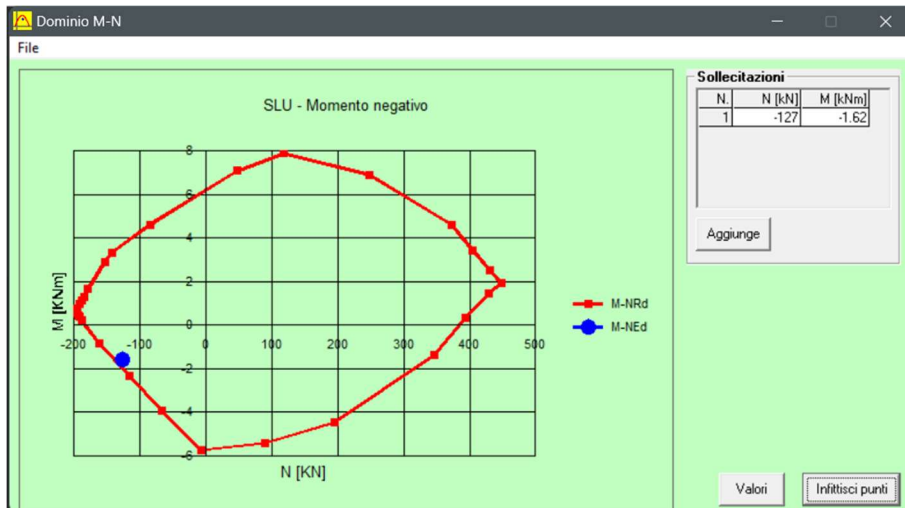 Dominio M-N
File
SLU - Momento negativo
8
6
4
2
0
-2
-4
-6
-200 -100 0 100 200 300 400 500
M [KNm]
N [KN]
M-NRd
M-NEd
Sollecitazioni
N. N [kN] M [kNm]
1 -127 -1.62
Aggiunge
Valori
Infittisci punti